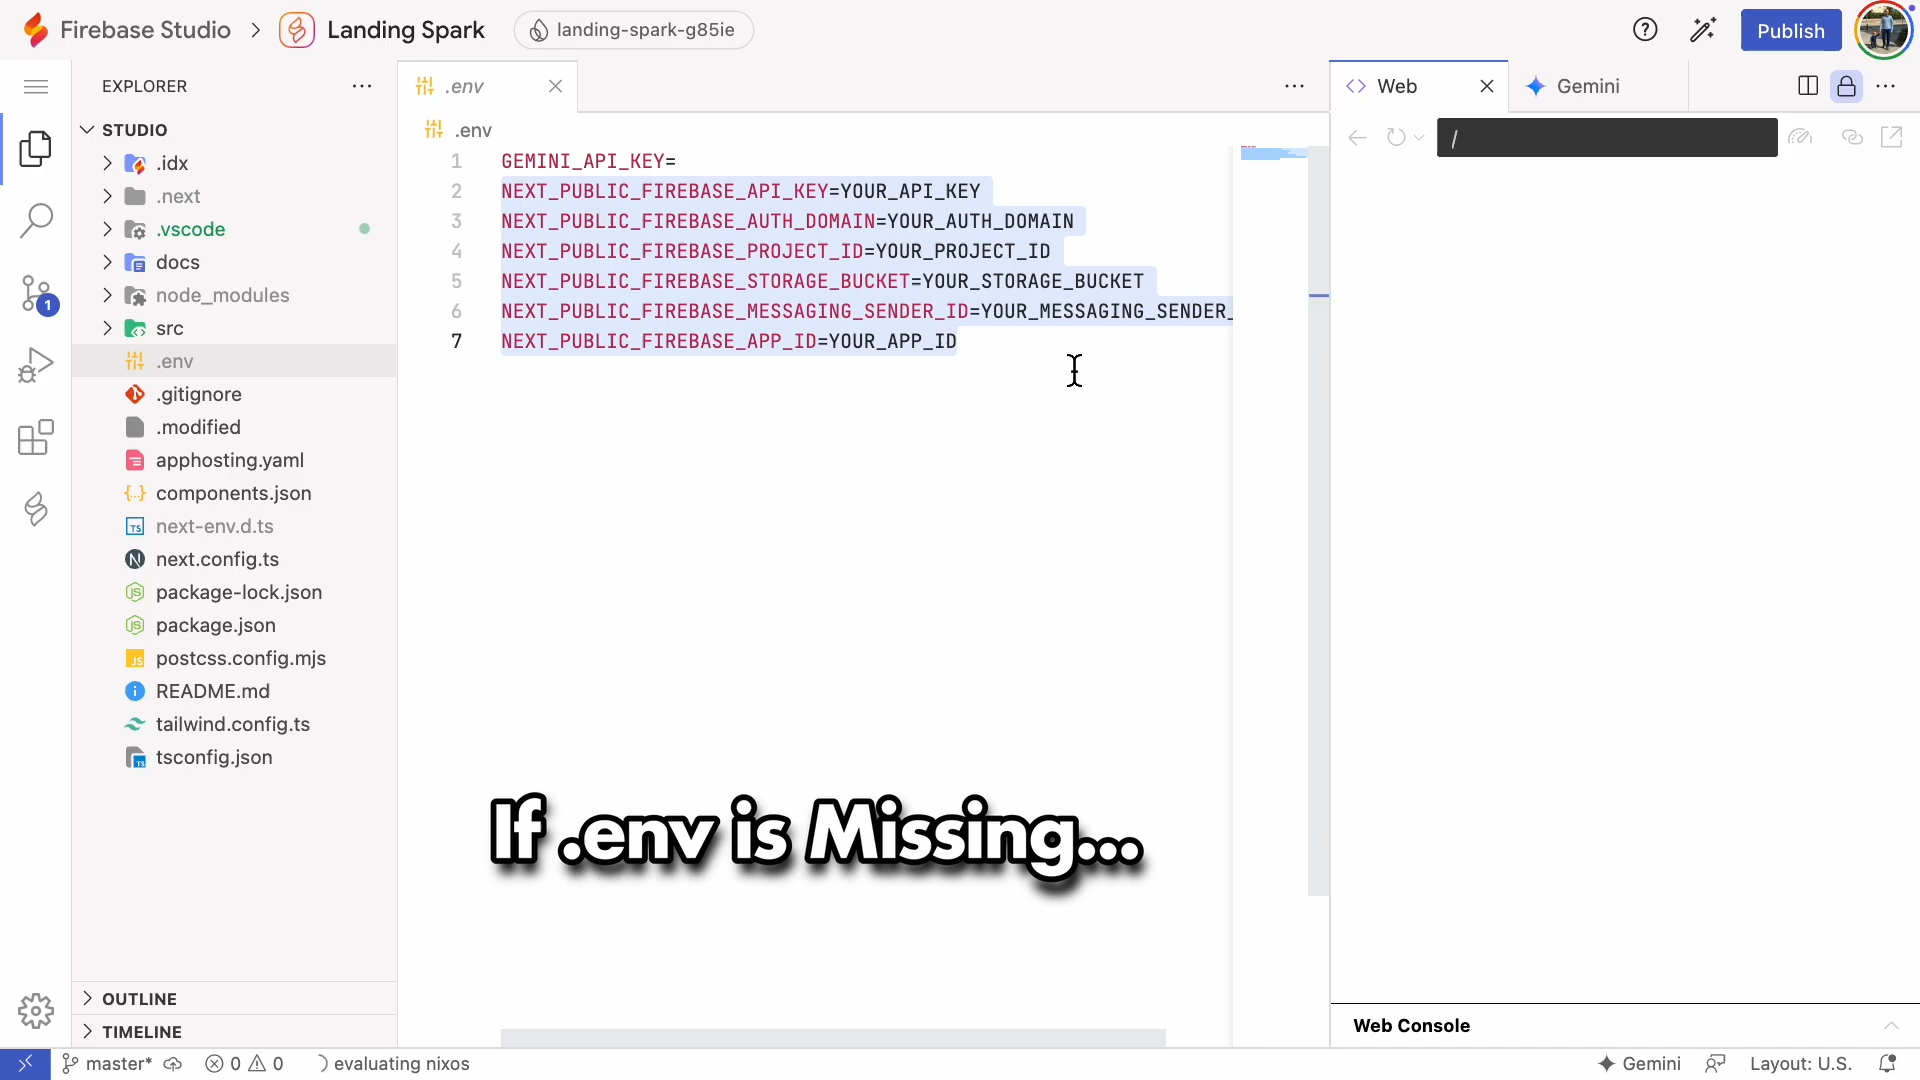 Firebase Studio
Landing Spark
landing-spark-g85ie
Publish
EXPLORER
STUDIO
.idx
.next
.vscode
docs
node_modules
src
.env
.gitignore
.modified
apphosting.yaml
components.json
next-env.d.ts
next.config.ts
package-lock.json
package.json
postcss.config.mjs
README.md
tailwind.config.ts
tsconfig.json
OUTLINE
TIMELINE
.env
.env
1 GEMINI_API_KEY=
2 NEXT_PUBLIC_FIREBASE_API_KEY=YOUR_API_KEY
3 NEXT_PUBLIC_FIREBASE_AUTH_DOMAIN=YOUR_AUTH_DOMAIN
4 NEXT_PUBLIC_FIREBASE_PROJECT_ID=YOUR_PROJECT_ID
5 NEXT_PUBLIC_FIREBASE_STORAGE_BUCKET=YOUR_STORAGE_BUCKET
6 NEXT_PUBLIC_FIREBASE_MESSAGING_SENDER_ID=YOUR_MESSAGING_SENDER_
7 NEXT_PUBLIC_FIREBASE_APP_ID=YOUR_APP_ID
If .env is Missing...
Web
Gemini
/
Web Console
1
master*
0
0
evaluating nixos
Gemini
Layout: U.S.